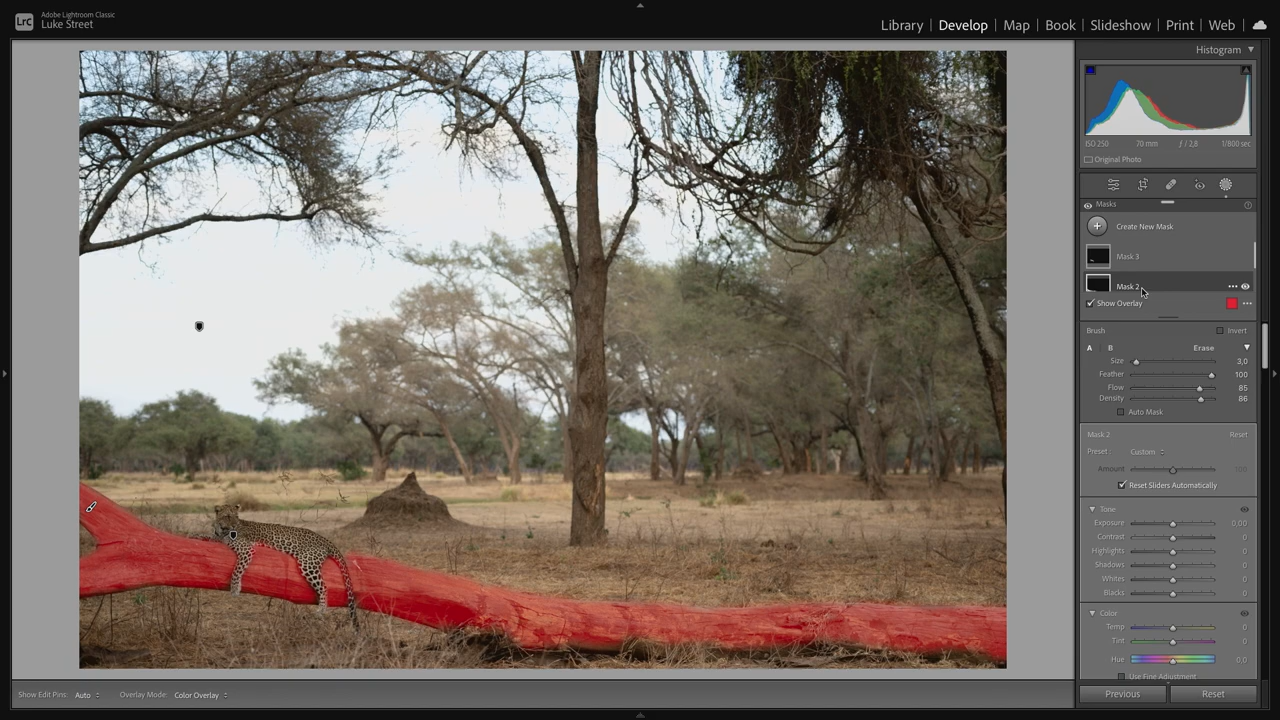 Lrc
Adobe Lightroom Classic
Luke Street
Library | Develop | Map | Book | Slideshow | Print | Web
Histogram
ISO 250 70 mm ƒ / 2,8 1/800 sec
Original Photo
Masks
Create New Mask
Mask 3
Mask 2
Show Overlay
Brush Invert
A B Erase
Size 3,0
Feather 100
Flow 85
Density 86
Auto Mask
Mask 2 Reset
Preset: Custom
Amount 100
Reset Sliders Automatically
Tone
Exposure 0,00
Contrast 0
Highlights 0
Shadows 0
Whites 0
Blacks 0
Color
Temp 0
Tint 0
Hue 0,0
Use Fine Adjustment
Show Edit Pins: Auto Overlay Mode: Color Overlay
Previous Reset